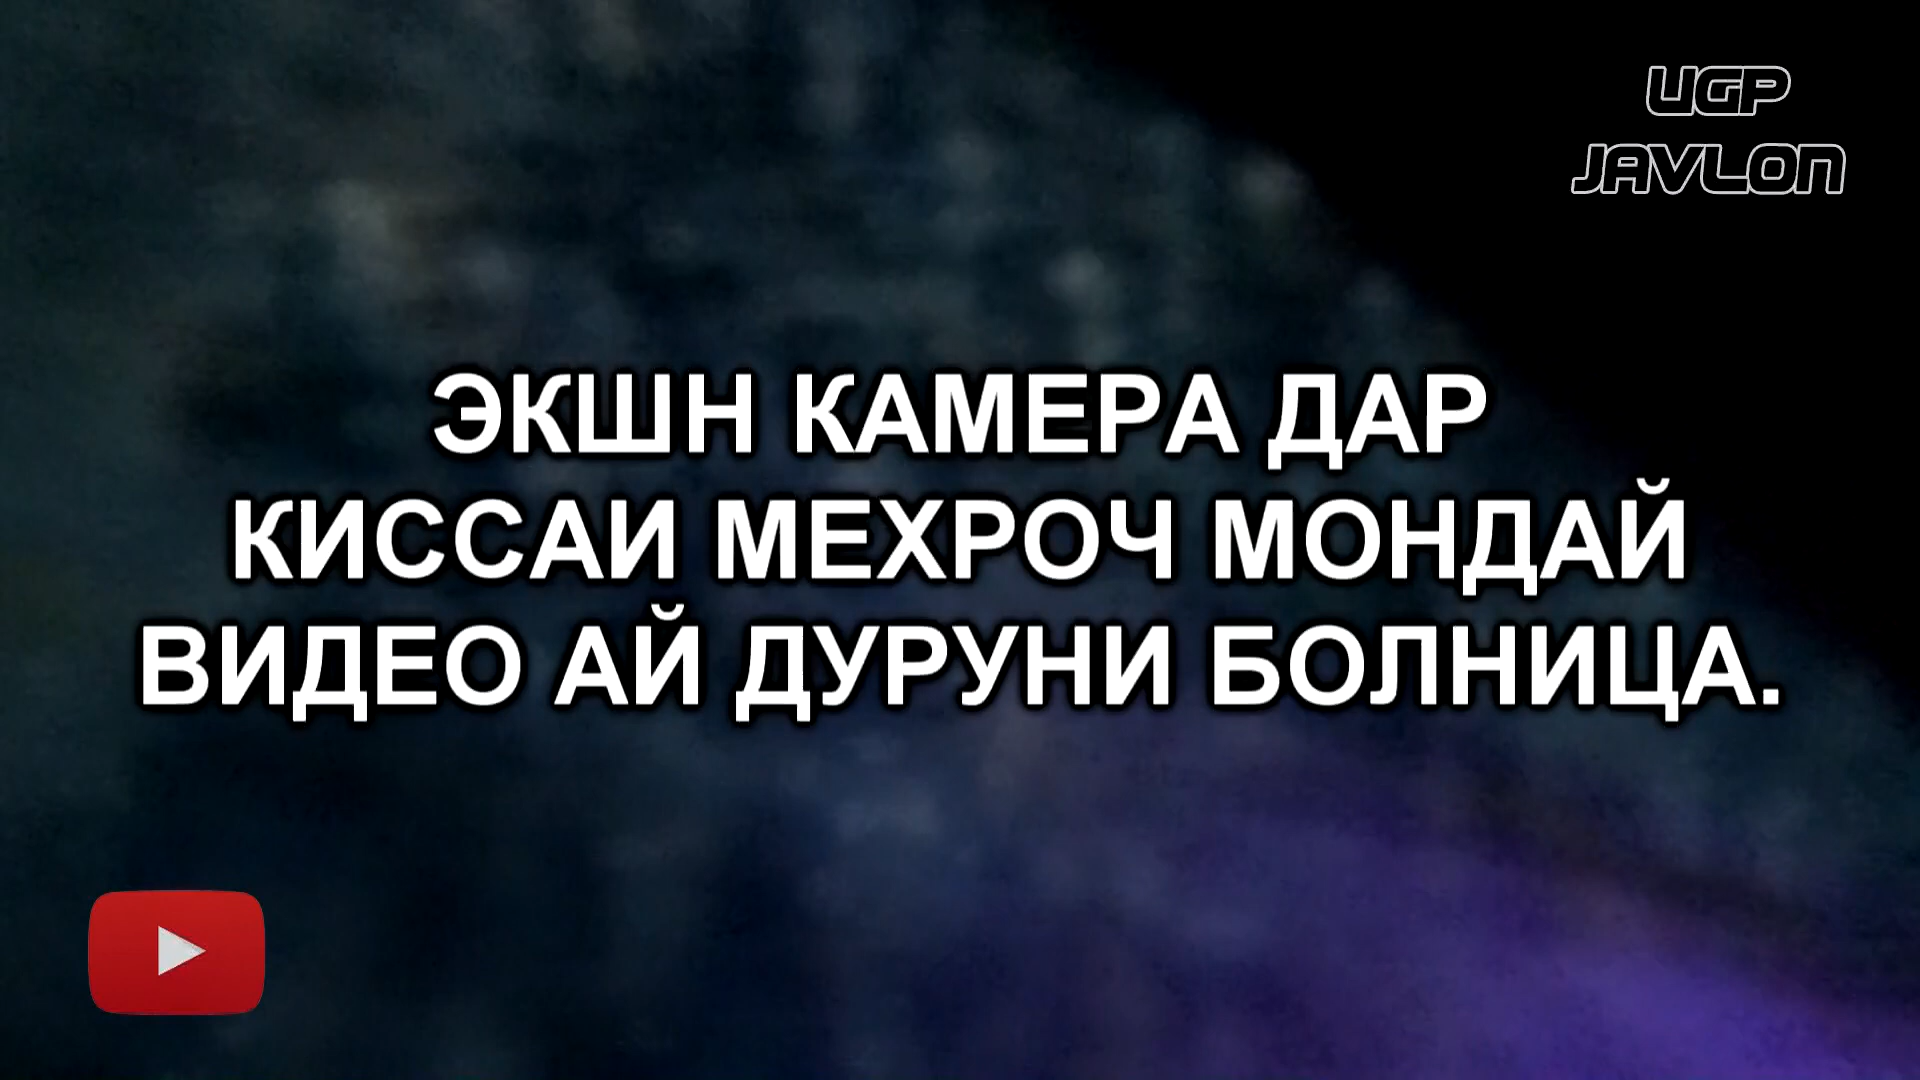 UGP
JAVLON
ЭКШН КАМЕРА ДАР
КИССАИ МЕХРОЧ МОНДАЙ
ВИДЕО АЙ ДУРУНИ БОЛНИЦА.